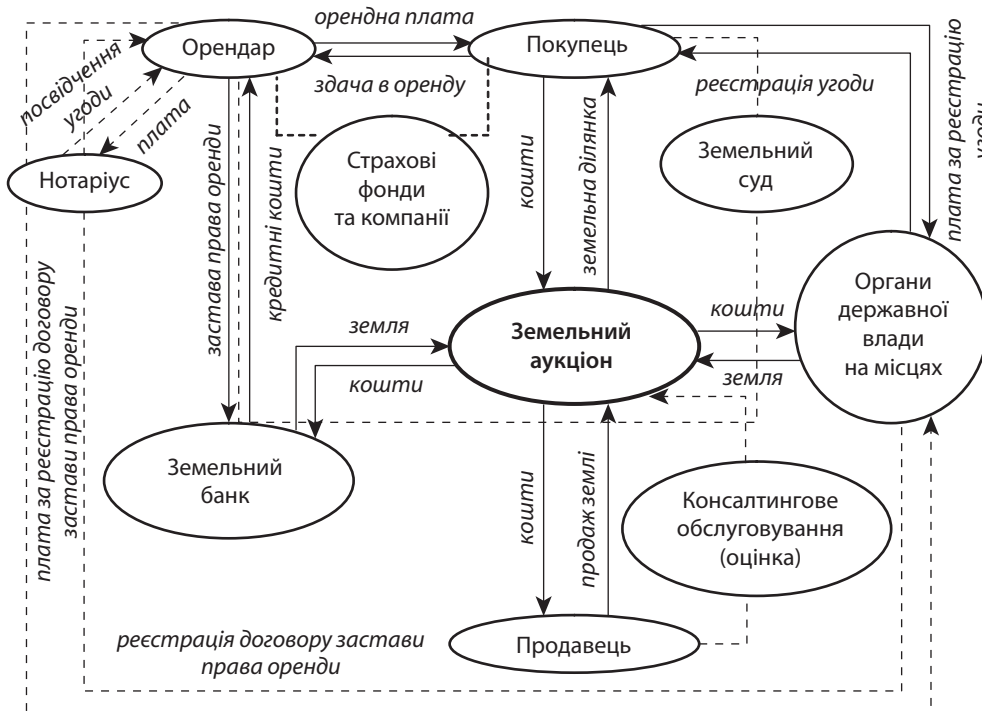 орендна плата
Орендар
Покупець
здача в оренду
реєстрація угоди
посвідчення
угоди
плата
Нотаріус
Страхові
фонди
та компанії
Земельний
суд
плата за реєстрацію
угоди
застава права оренди
кредитні кошти
кошти
земельна ділянка
Органи
державної
влади
на місцях
земля
кошти
Земельний
аукціон
кошти
земля
плата за реєстрацію договору
застави права оренди
Земельний
банк
кошти
продаж землі
Консалтингове
обслуговування
(оцінка)
реєстрація договору застави
права оренди
Продавець